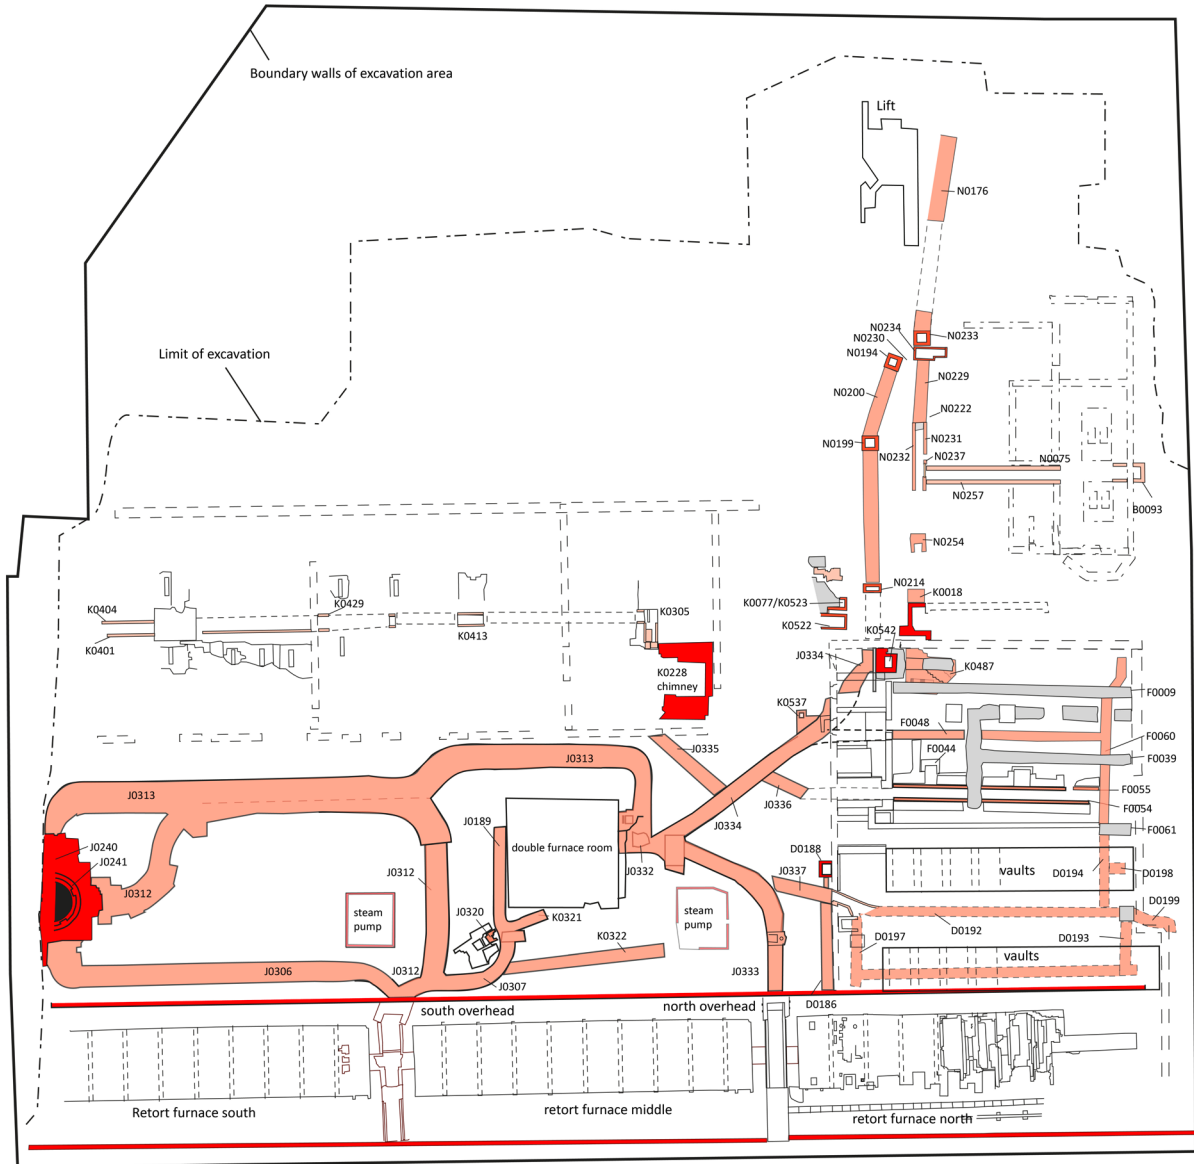 Boundary walls of excavation area
Lift
N0176
Limit of excavation
N0234
N0230
N0194
N0233
N0229
N0200
N0222
N0199
N0231
N0232
N0237
N0075
N0257
B0093
N0254
K0404
K0429
K0401
K0413
K0305
K0077/K0523
N0214
K0018
K0522
K0542
K0228
chimney
J0334
K0487
K0537
F0009
F0048
F0060
F0044
F0039
J0335
J0313
J0313
J0336
F0055
F0054
J0189
J0334
F0061
J0240
J0241
double furnace room
J0332
D0188
J0337
vaults
D0194
D0198
J0312
J0312
steam
pump
J0320
K0321
steam
pump
D0199
K0322
D0197
D0192
D0193
vaults
J0306
J0312
J0307
J0333
D0186
south overhead
north overhead
Retort furnace south
retort furnace middle
retort furnace north